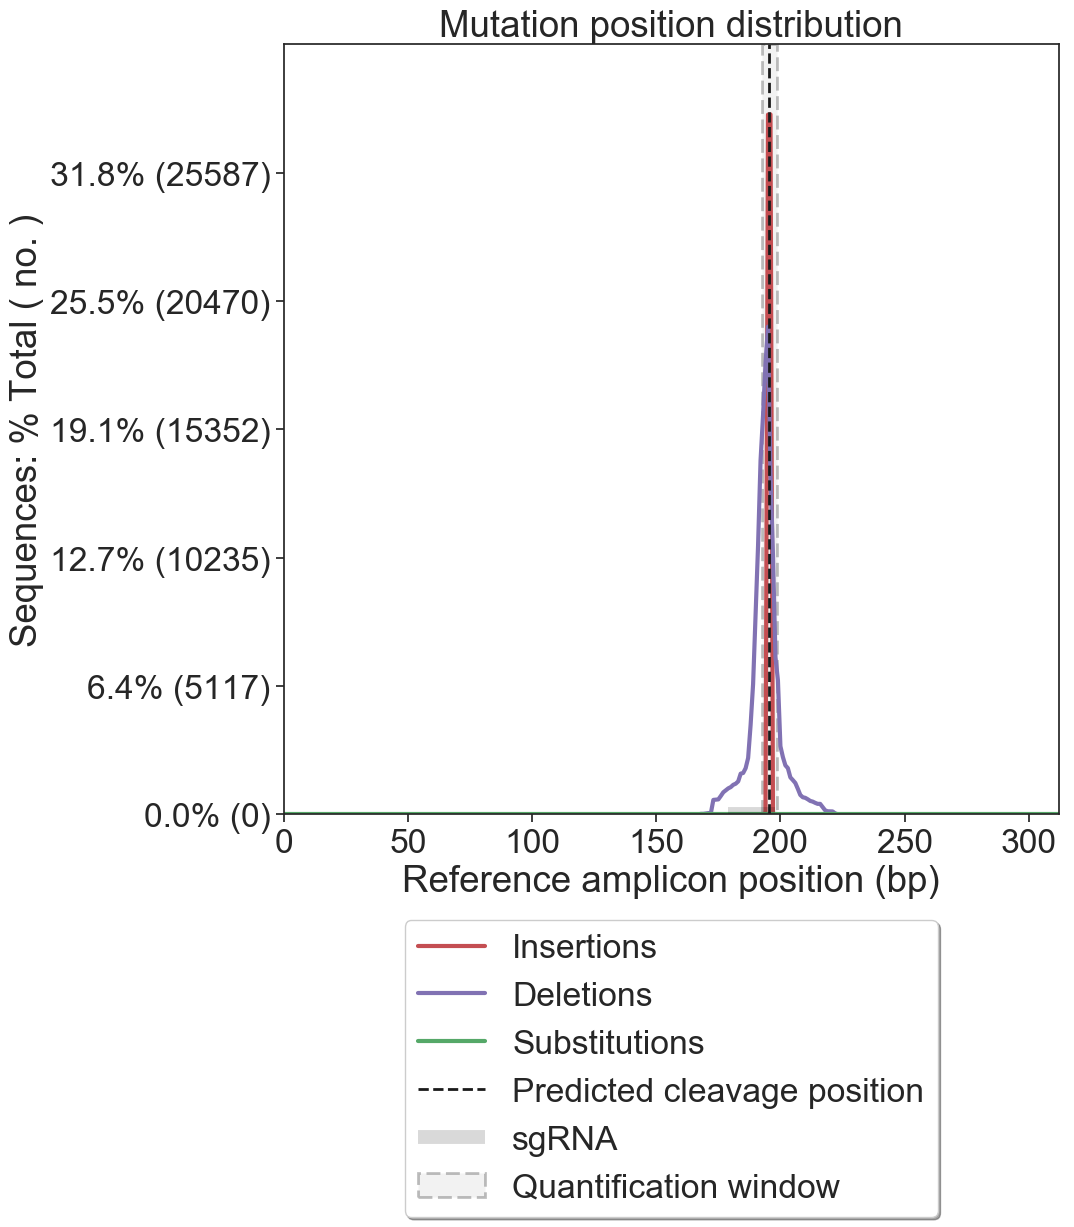 Mutation position distribution
31.8% (25587)
25.5% (20470)
19.1% (15352)
12.7% (10235)
6.4% (5117)
0.0% (0)
Sequences: % Total ( no. )
0 50 100 150 200 250 300
Reference amplicon position (bp)
Insertions
Deletions
Substitutions
Predicted cleavage position
sgRNA
Quantification window